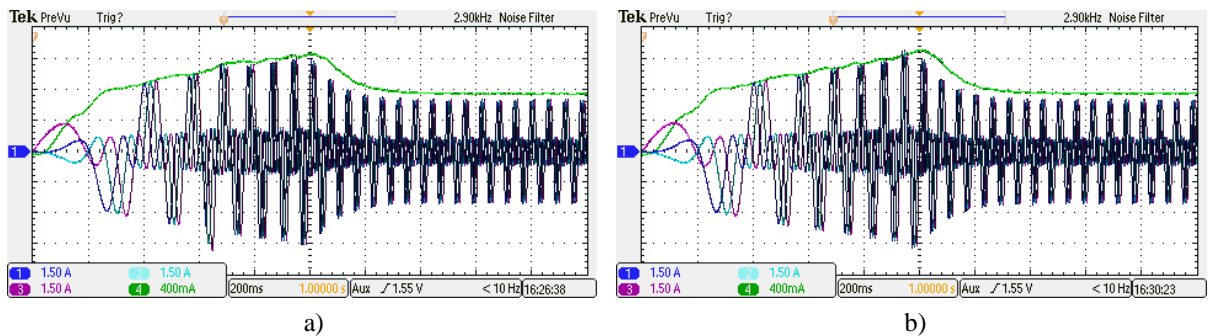 Tek PreVu Trig? 2.90kHz Noise Filter
1
1 1.50 A 2 1.50 A
3 1.50 A 4 400mA
200ms 1.00000 s
Aux 1.55 V < 10 Hz 16:26:38
a)
Tek PreVu Trig? 2.90kHz Noise Filter
1
1 1.50 A 2 1.50 A
3 1.50 A 4 400mA
200ms 1.00000 s
Aux 1.55 V < 10 Hz 16:30:23
b)